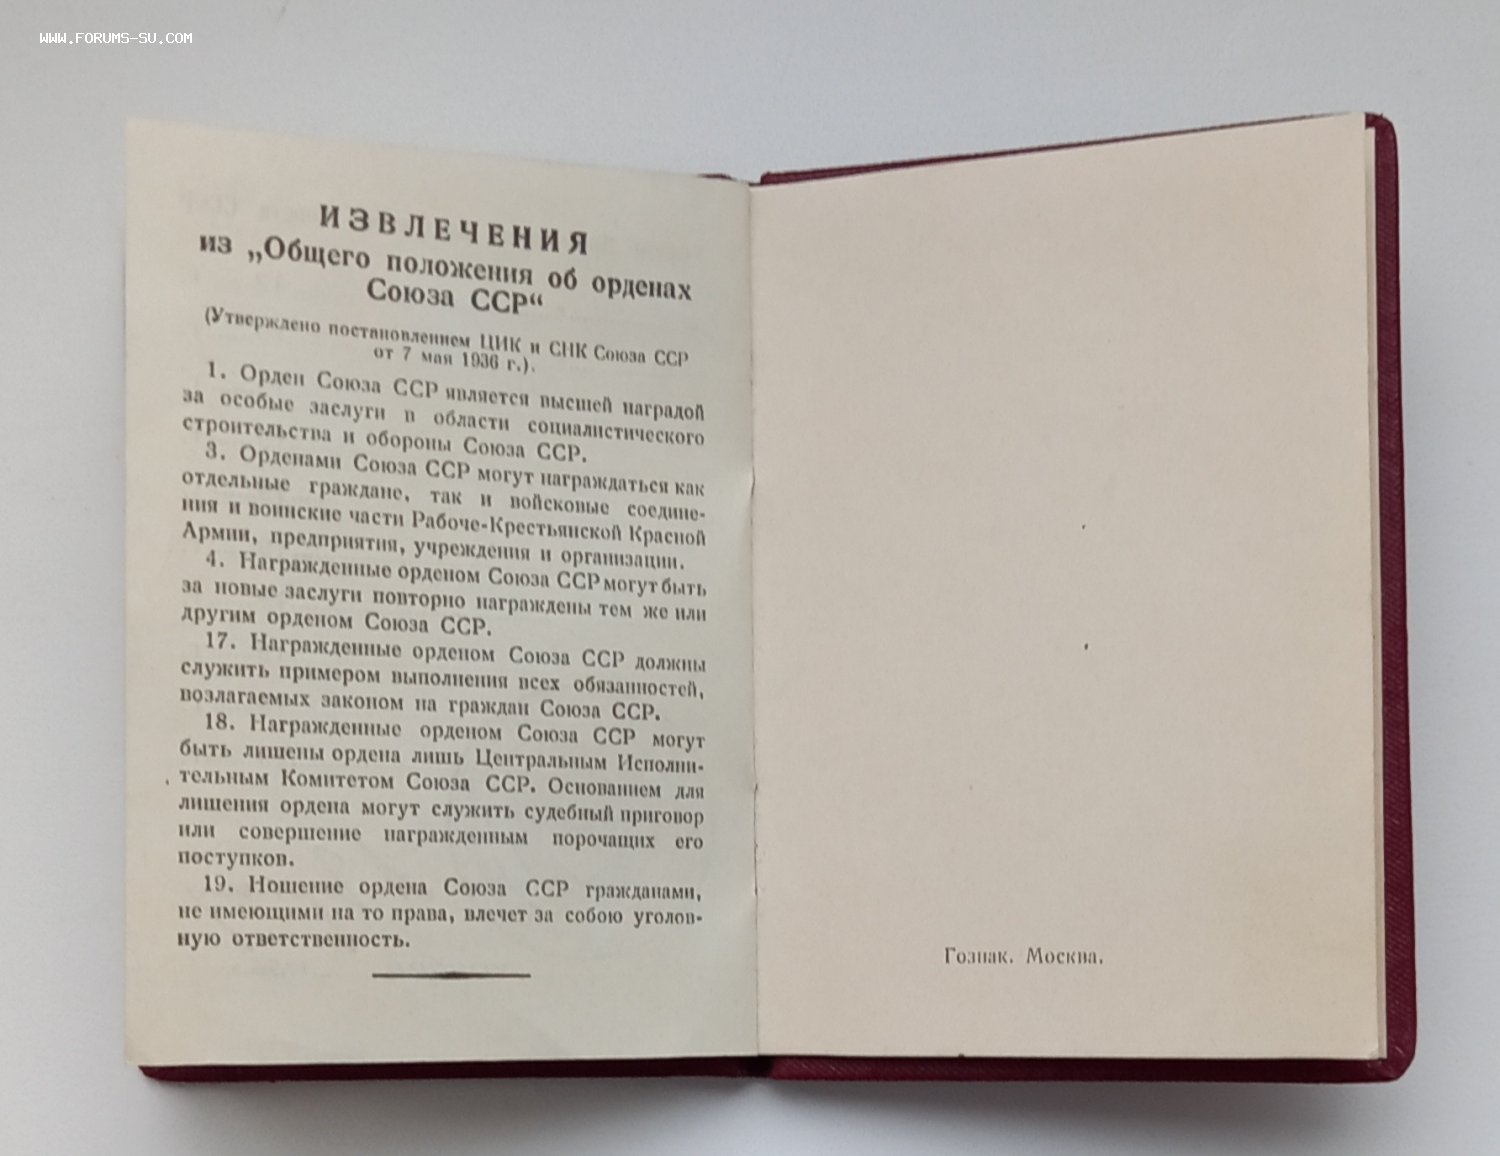 WWW.FORUMS-SU.COM
ИЗВЛЕЧЕНИЯ
из „Общего положения об орденах
Союза ССР“
(Утверждено постановлением ЦИК и СНК Союза ССР
от 7 мая 1936 г.).
1. Орден Союза ССР является высшей наградой
за особые заслуги в области социалистического
строительства и обороны Союза ССР.
3. Орденами Союза ССР могут награждаться как
отдельные граждане, так и войсковые соедине-
ния и воинские части Рабоче-Крестьянской Красной
Армии, предприятия, учреждения и организации.
4. Награжденные орденом Союза ССР могут быть
за новые заслуги повторно награждены тем же или
другим орденом Союза ССР.
17. Награжденные орденом Союза ССР должны
служить примером выполнения всех обязанностей,
возлагаемых законом на граждан Союза ССР.
18. Награжденные орденом Союза ССР могут
быть лишены ордена лишь Центральным Исполни-
тельным Комитетом Союза ССР. Основанием для
лишения ордена могут служить судебный приговор
или совершение награжденным порочащих его
поступков.
19. Ношение ордена Союза ССР гражданами,
не имеющими на то права, влечет за собою уголов-
ную ответственность.
Гознак. Москва.